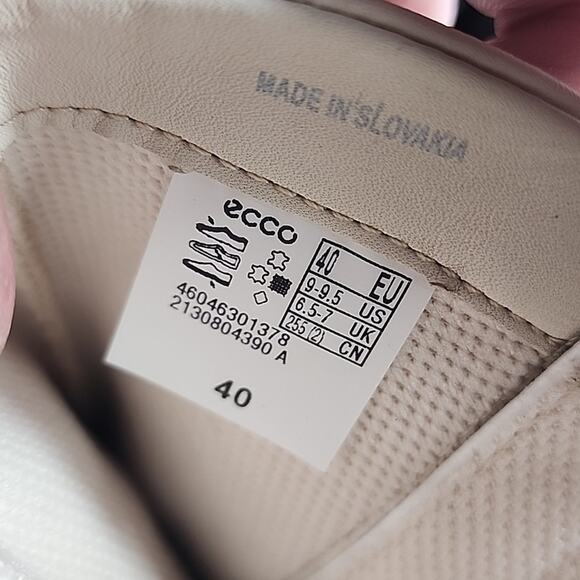 MADE IN SLOVAKIA
ecco
40 EU
9-9.5 US
6.5-7 UK
255 (2) CN
46046301378
2130804390 A
40